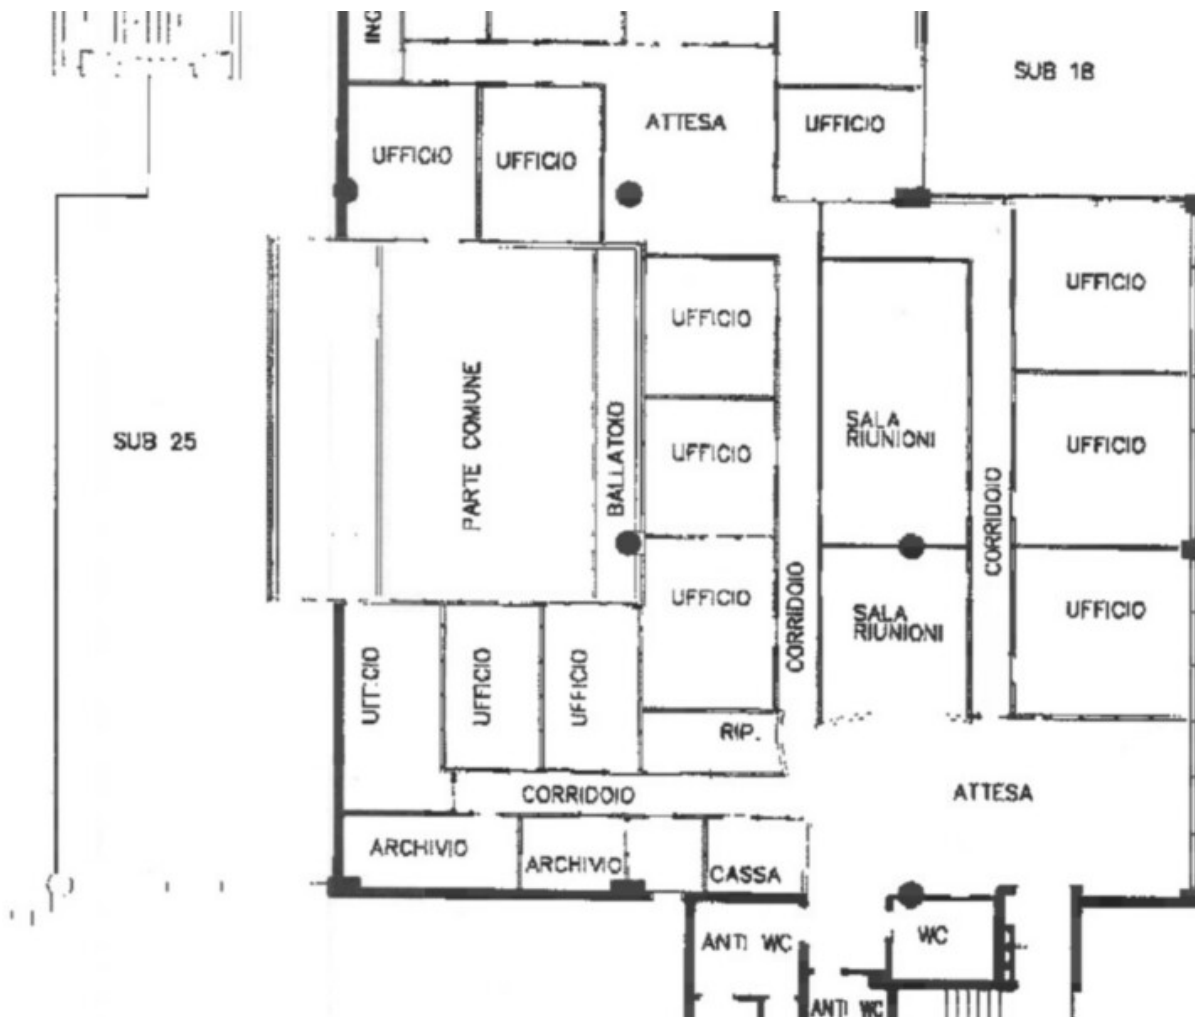 ING
SUB 18
ATTESA
UFFICIO
UFFICIO
UFFICIO
UFFICIO
UFFICIO
PARTE COMUNE
BALLATOIO
SALA
RIUNIONI
SUB 25
UFFICIO
UFFICIO
CORRIDOIO
CORRIDOIO
UFFICIO
SALA
RIUNIONI
UFFICIO
UFFICIO
UFFICIO
UFFICIO
RIP.
CORRIDOIO
ATTESA
ARCHIVIO
ARCHIVIO
CASSA
ANTI WC
WC
ANTI WC